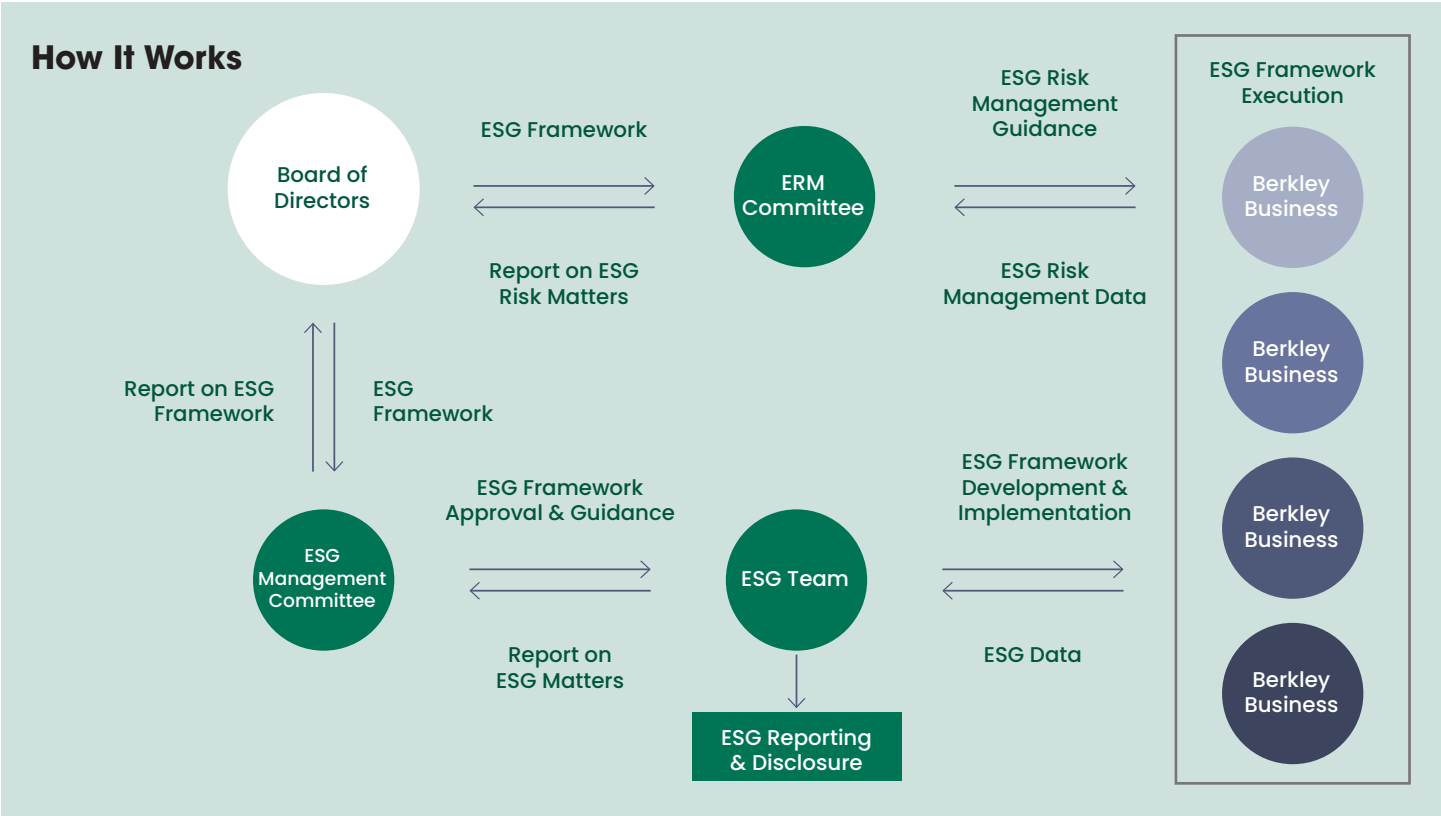 How It Works
Board of
Directors
ESG Framework
Report on ESG
Risk Matters
ERM
Committee
ESG Risk
Management
Guidance
ESG Risk
Management Data
Report on ESG
Framework
ESG
Framework
ESG
Management
Committee
ESG Framework
Approval & Guidance
Report on
ESG Matters
ESG Team
ESG Reporting
& Disclosure
ESG Framework
Development &
Implementation
ESG Data
ESG Framework
Execution
Berkley
Business
Berkley
Business
Berkley
Business
Berkley
Business